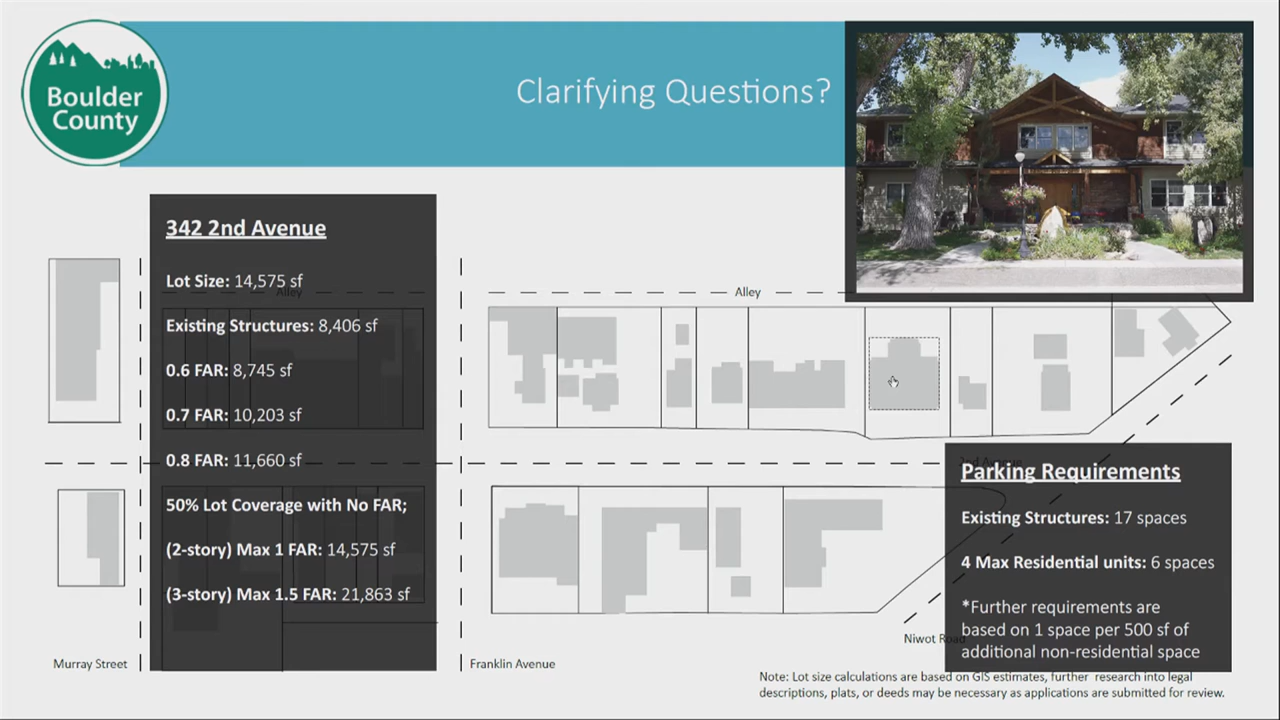 Boulder
County
Clarifying Questions?
342 2nd Avenue
Lot Size: 14,575 sf
Alley
Existing Structures: 8,406 sf
0.6 FAR: 8,745 sf
0.7 FAR: 10,203 sf
0.8 FAR: 11,660 sf
50% Lot Coverage with No FAR;
(2-story) Max 1 FAR: 14,575 sf
(3-story) Max 1.5 FAR: 21,863 sf
Alley
2nd Avenue
Parking Requirements
Existing Structures: 17 spaces
4 Max Residential units: 6 spaces
*Further requirements are
based on 1 space per 500 sf of
additional non-residential space
Niwot Road
Murray Street
Franklin Avenue
Note: Lot size calculations are based on GIS estimates, further research into legal
descriptions, plats, or deeds may be necessary as applications are submitted for review.